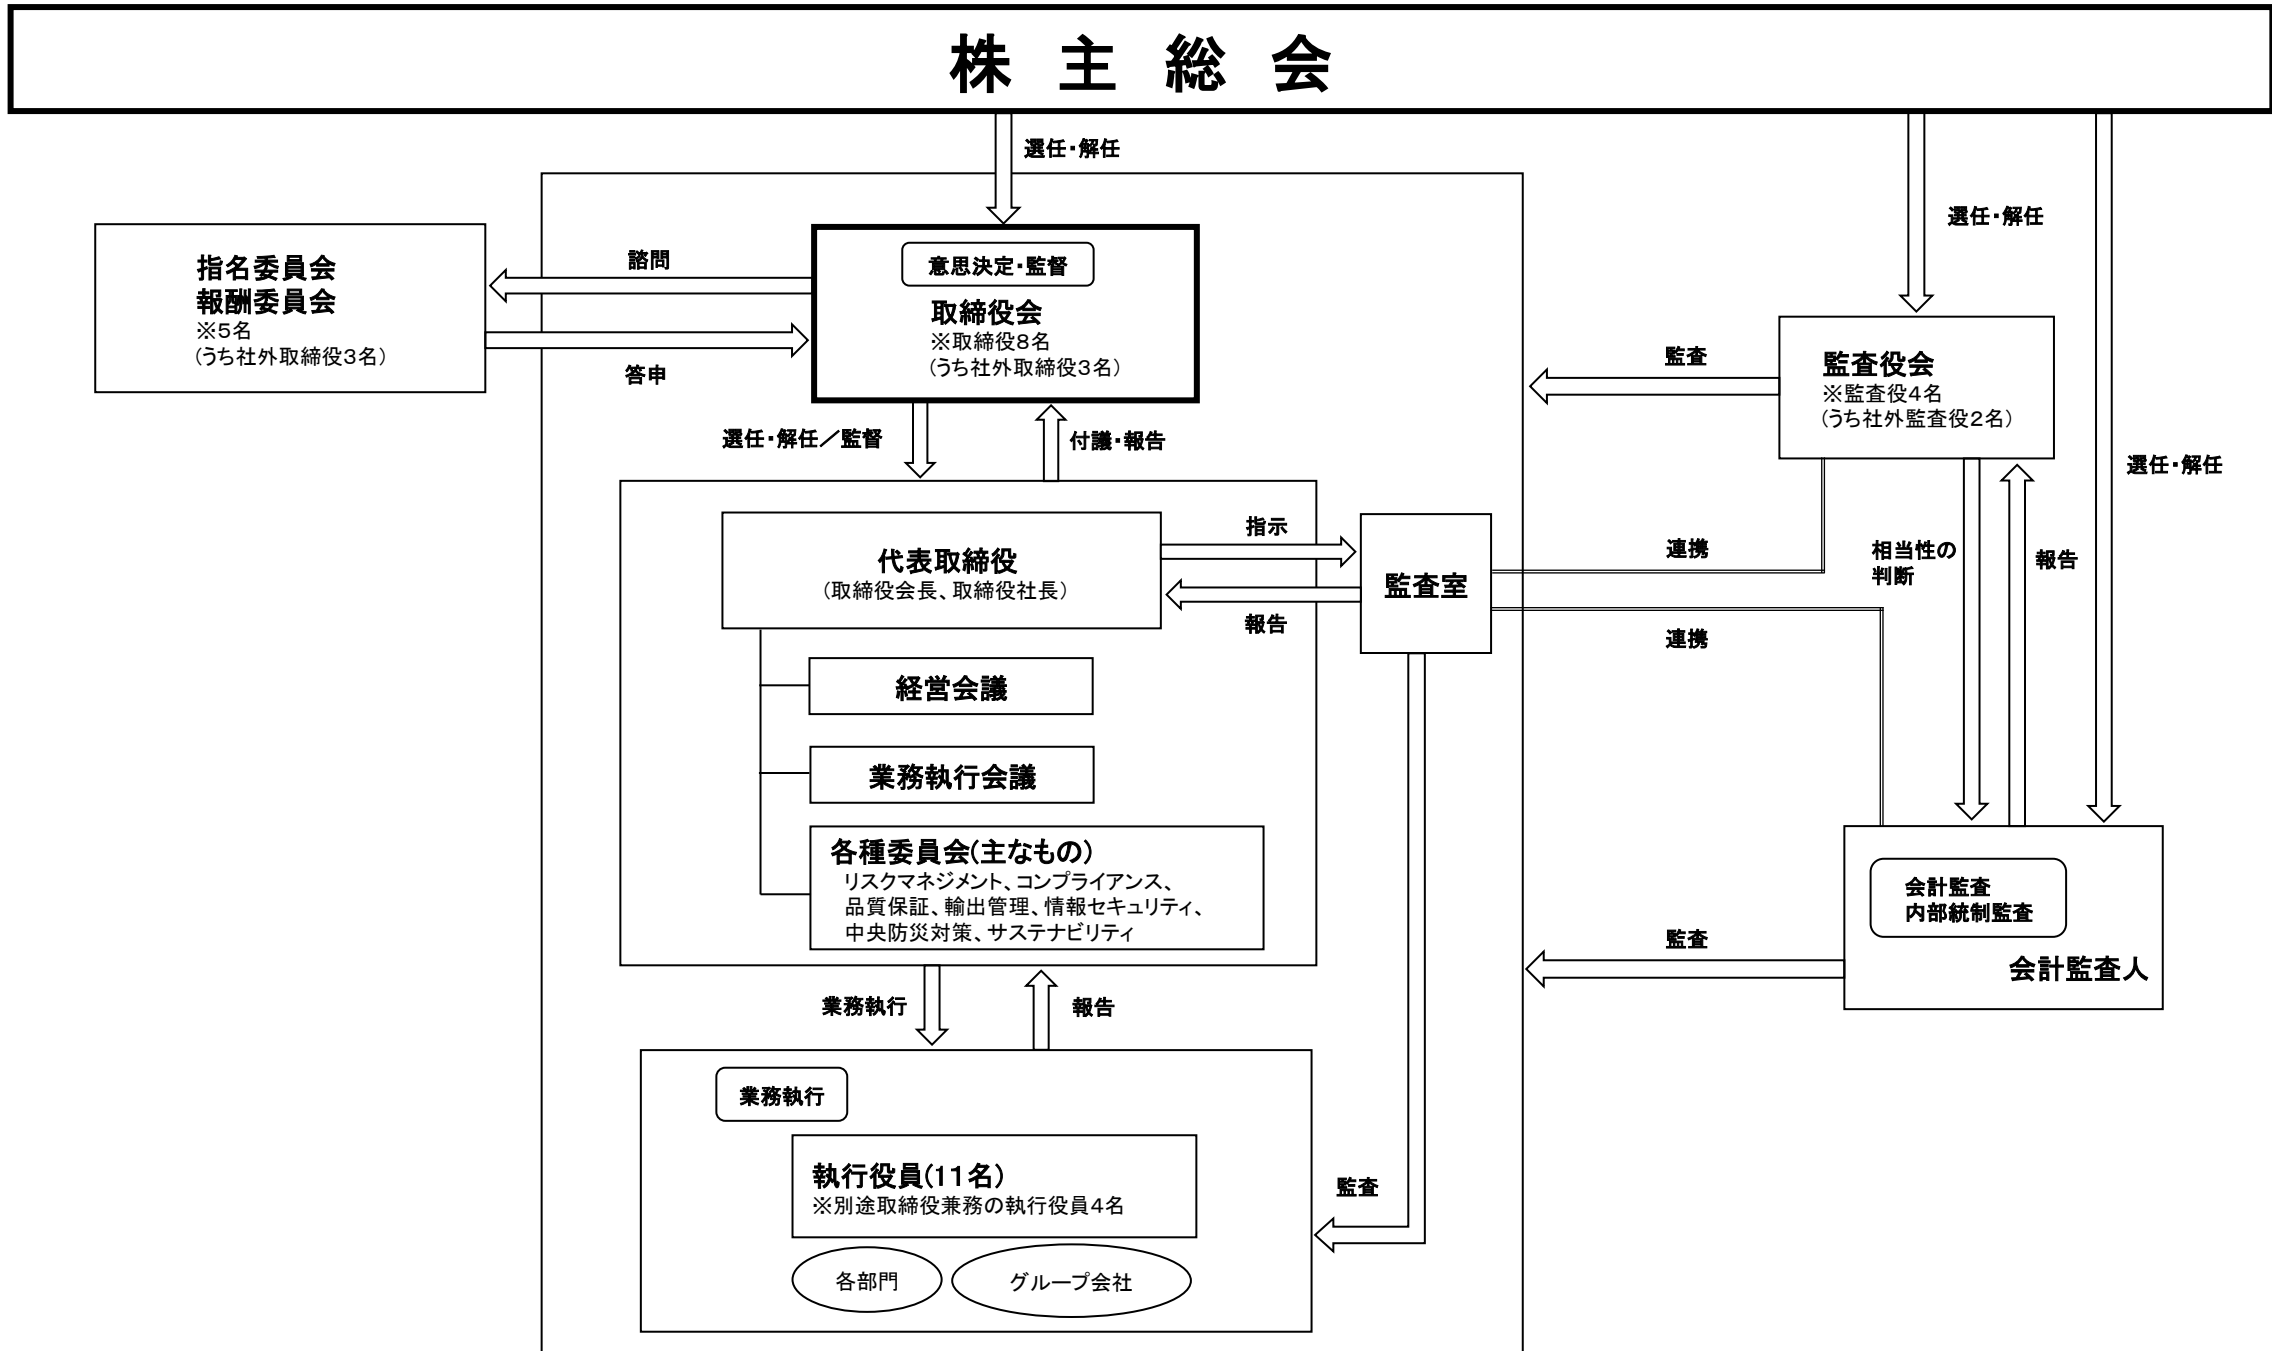 株主総会
選任・解任
選任・解任
選任・解任
指名委員会
報酬委員会
※5名
(うち社外取締役3名)
諮問
答申
意思決定・監督
取締役会
※取締役8名
(うち社外取締役3名)
監査
監査役会
※監査役4名
(うち社外監査役2名)
選任・解任／監督
付議・報告
代表取締役
(取締役会長、取締役社長)
指示
報告
監査室
連携
連携
相当性の
判断
報告
経営会議
業務執行会議
各種委員会(主なもの)
リスクマネジメント、コンプライアンス、
品質保証、輸出管理、情報セキュリティ、
中央防災対策、サステナビリティ
会計監査
内部統制監査
会計監査人
監査
業務執行
報告
業務執行
執行役員(11名)
※別途取締役兼務の執行役員4名
監査
各部門
グループ会社